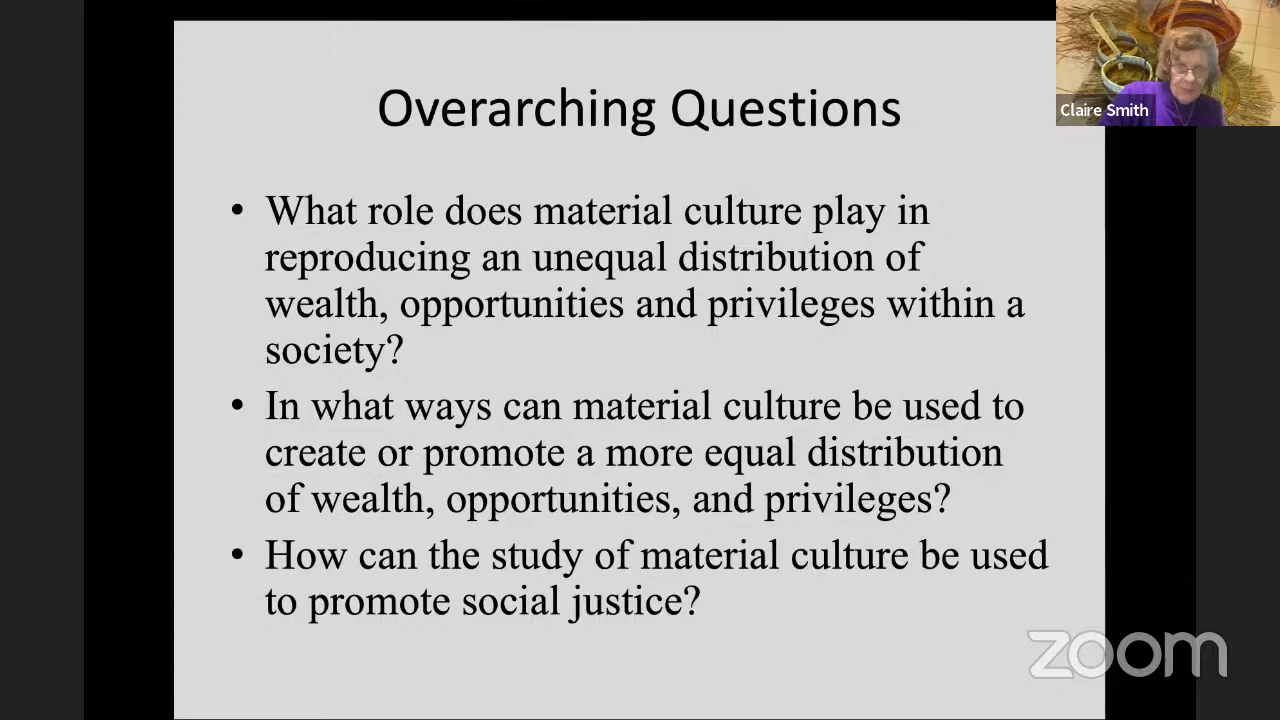 Overarching Questions
Claire Smith
• What role does material culture play in
reproducing an unequal distribution of
wealth, opportunities and privileges within a
society?
• In what ways can material culture be used to
create or promote a more equal distribution
of wealth, opportunities, and privileges?
• How can the study of material culture be used
to promote social justice?
zoom